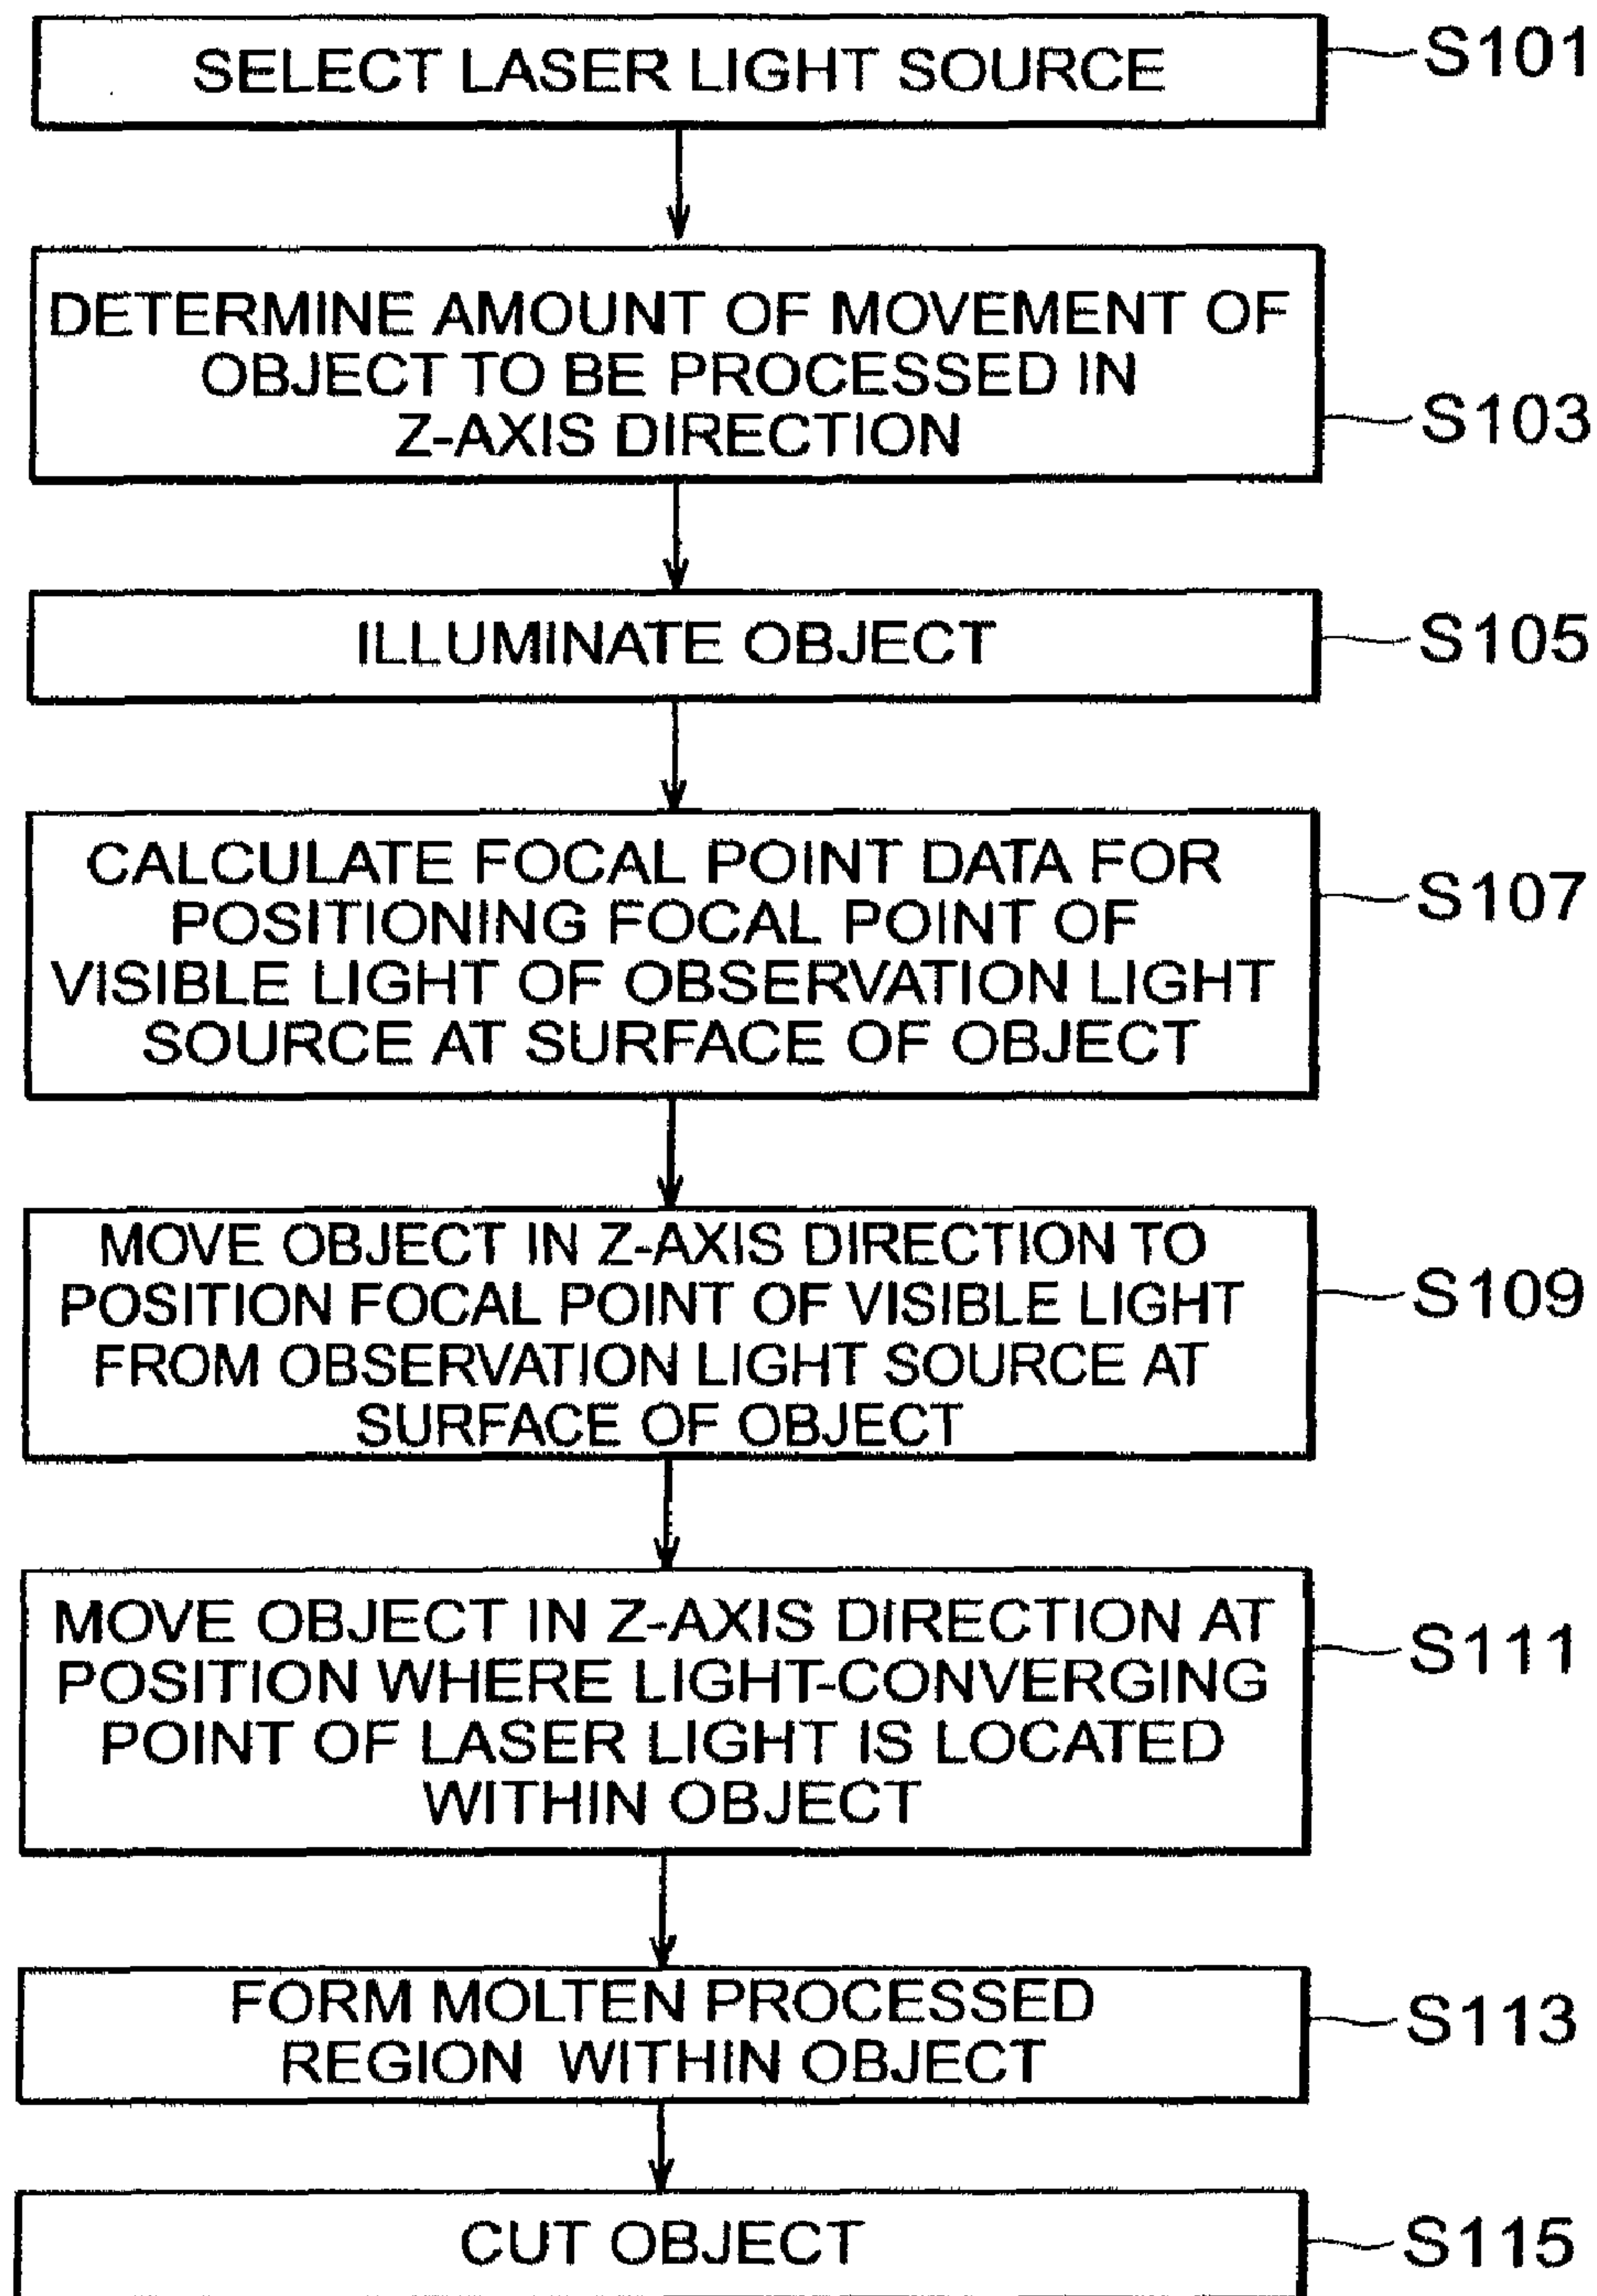 SELECT LASER LIGHT SOURCE
S101
DETERMINE AMOUNT OF MOVEMENT OF
OBJECT TO BE PROCESSED IN
Z-AXIS DIRECTION
S103
ILLUMINATE OBJECT
S105
CALCULATE FOCAL POINT DATA FOR
POSITIONING FOCAL POINT OF
VISIBLE LIGHT OF OBSERVATION LIGHT
SOURCE AT SURFACE OF OBJECT
S107
MOVE OBJECT IN Z-AXIS DIRECTION TO
POSITION FOCAL POINT OF VISIBLE LIGHT
FROM OBSERVATION LIGHT SOURCE AT
SURFACE OF OBJECT
S109
MOVE OBJECT IN Z-AXIS DIRECTION AT
POSITION WHERE LIGHT-CONVERGING
POINT OF LASER LIGHT IS LOCATED
WITHIN OBJECT
S111
FORM MOLTEN PROCESSED
REGION WITHIN OBJECT
S113
CUT OBJECT
S115